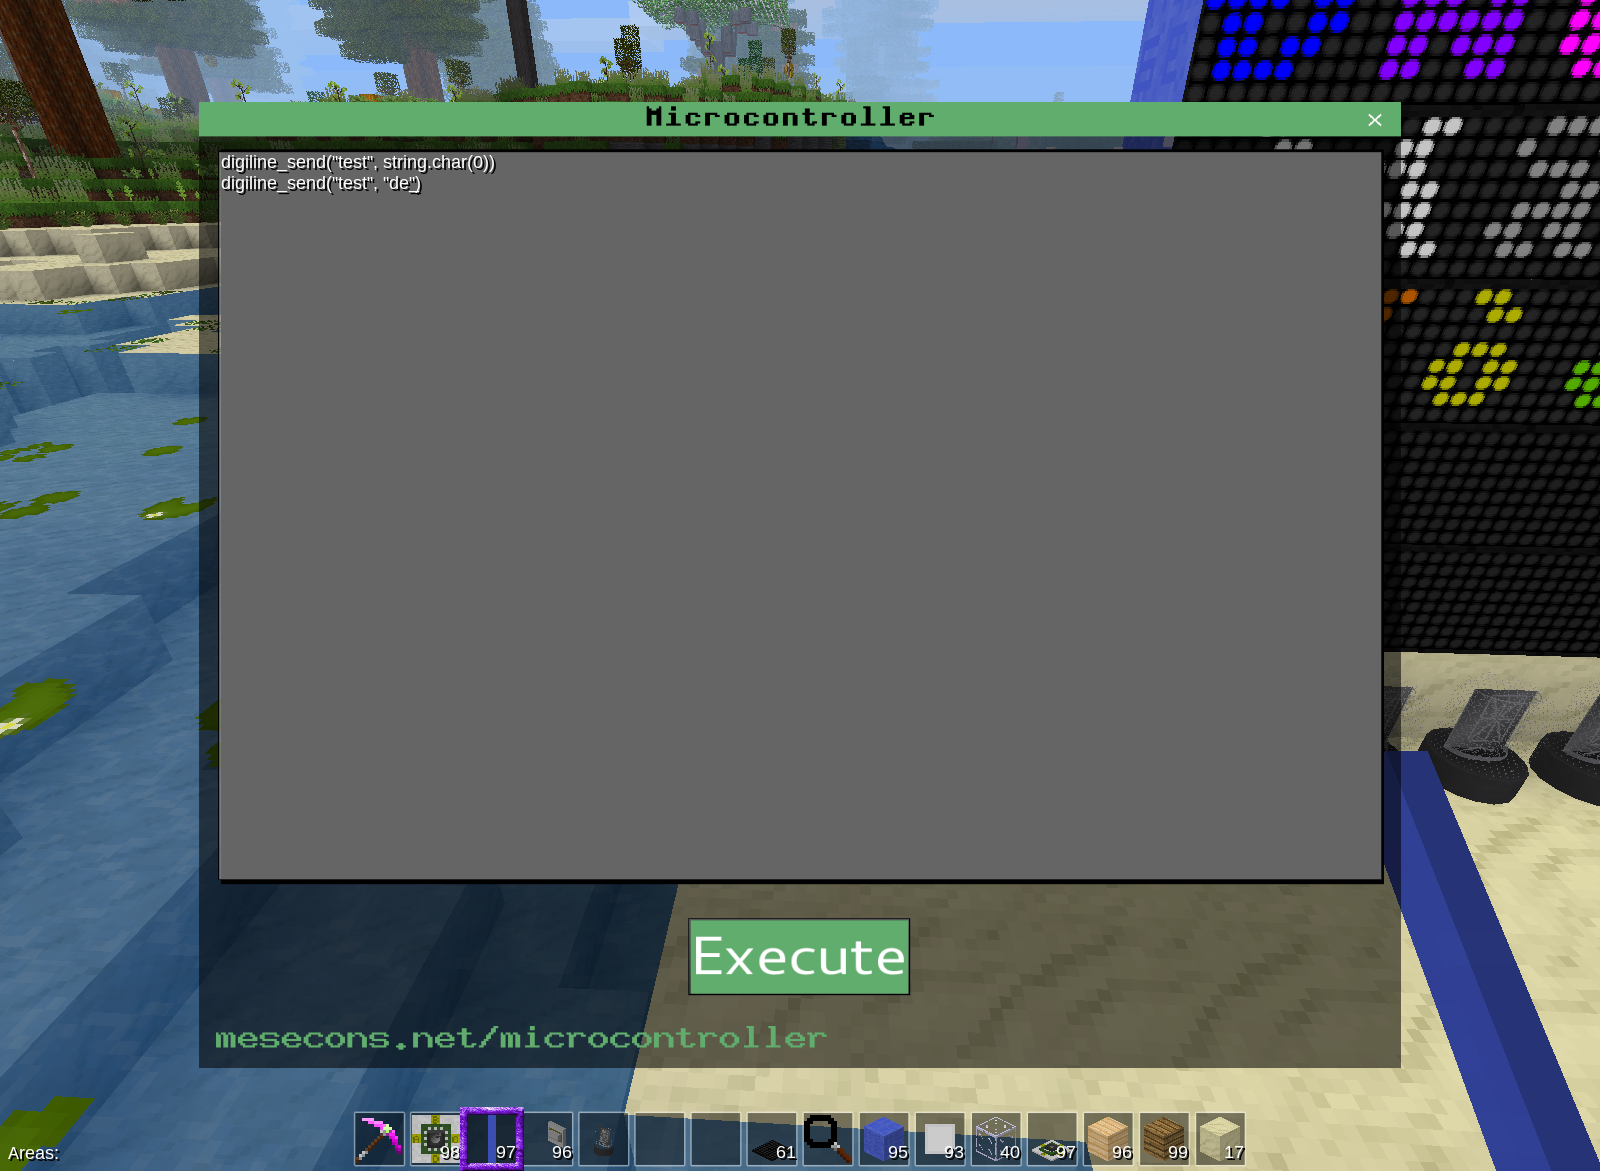 Microcontroller
×
digiline_send("test", string.char(0))
digiline_send("test", "de")
Execute
mesecons.net/microcontroller
98
97
96
61
95
93
40
97
96
99
17
Areas: